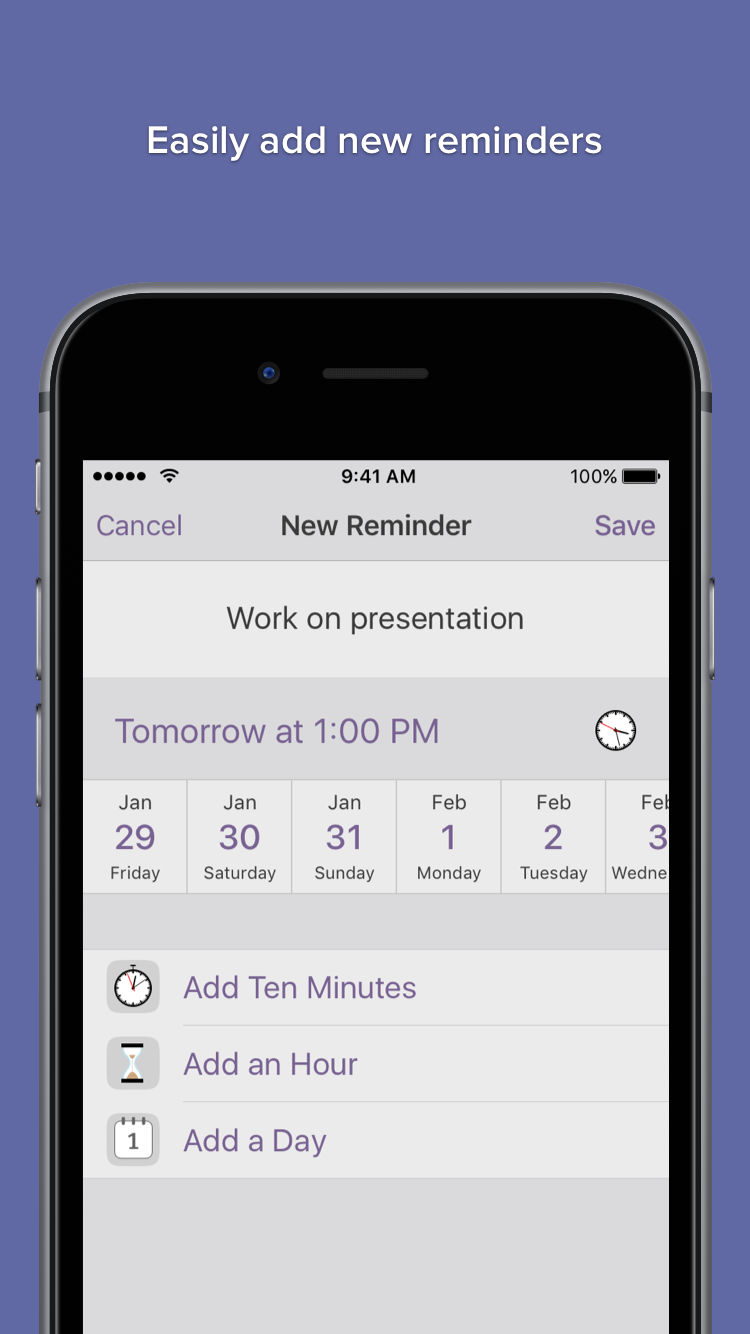 Easily add new reminders
9:41 AM 100%
Cancel New Reminder Save
Work on presentation
Tomorrow at 1:00 PM
Jan Jan Jan Feb Feb Feb
29 30 31 1 2 3
Friday Saturday Sunday Monday Tuesday Wedne
Add Ten Minutes
Add an Hour
1 Add a Day